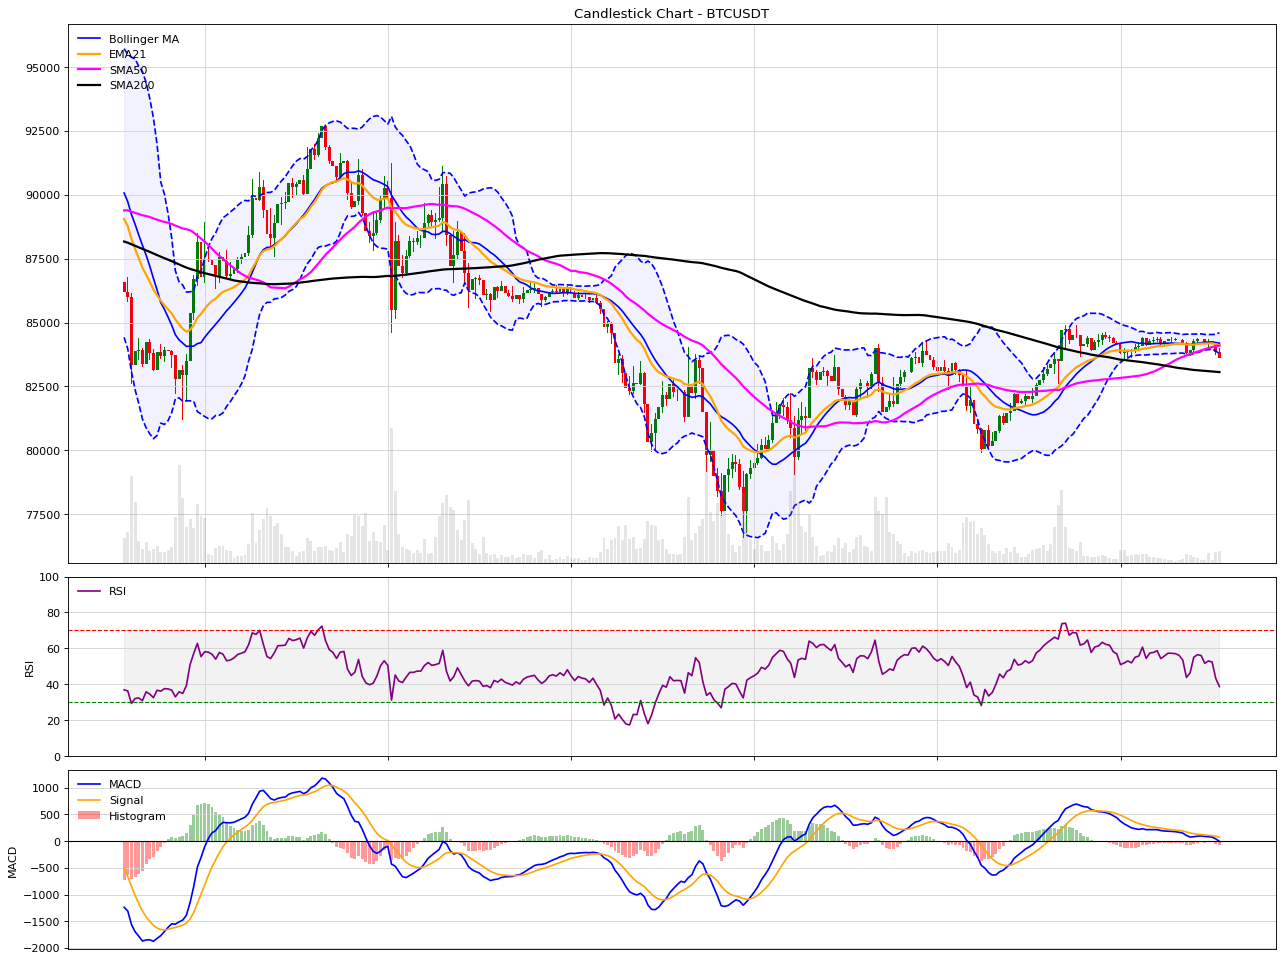 Candlestick Chart - BTCUSDT
Bollinger MA
EMA21
SMA50
SMA200
95000
92500
90000
87500
85000
82500
80000
77500
RSI
100
80
60
40
20
0
RSI
MACD
Signal
Histogram
1000
500
0
−500
−1000
−1500
−2000
MACD